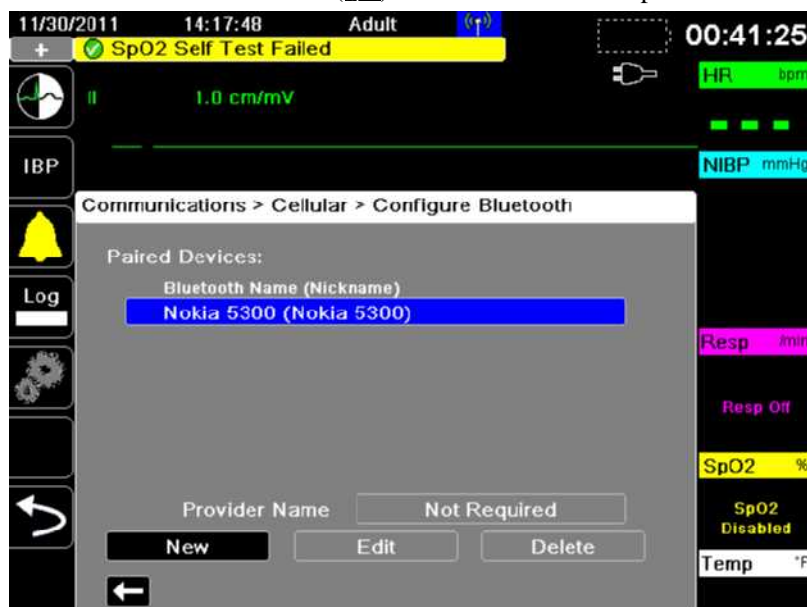 11/30/2011 14:17:48 Adult 00:41:25
SpO2 Self Test Failed
HR bpm
II 1.0 cm/mV
---
IBP
NIBP mmHg
Communications > Cellular > Configure Bluetooth
Paired Devices:
Bluetooth Name (Nickname)
Log
Nokia 5300 (Nokia 5300)
Resp /min
Resp Off
SpO2 %
Provider Name Not Required
SpO2
Disabled
New Edit Delete
Temp °F